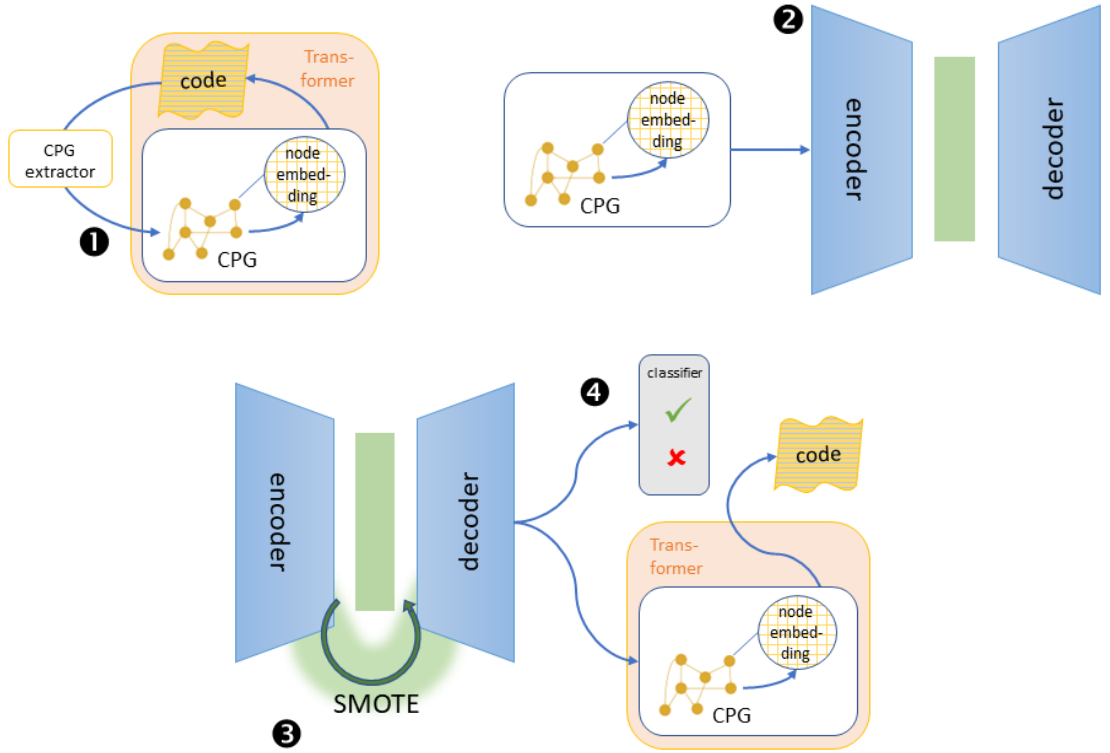 ❶
Trans-
former
code
CPG
extractor
node
embed-
ding
CPG
❷
node
embed-
ding
CPG
encoder
decoder
❸
encoder
decoder
SMOTE
❹
classifier
code
Trans-
former
node
embed-
ding
CPG